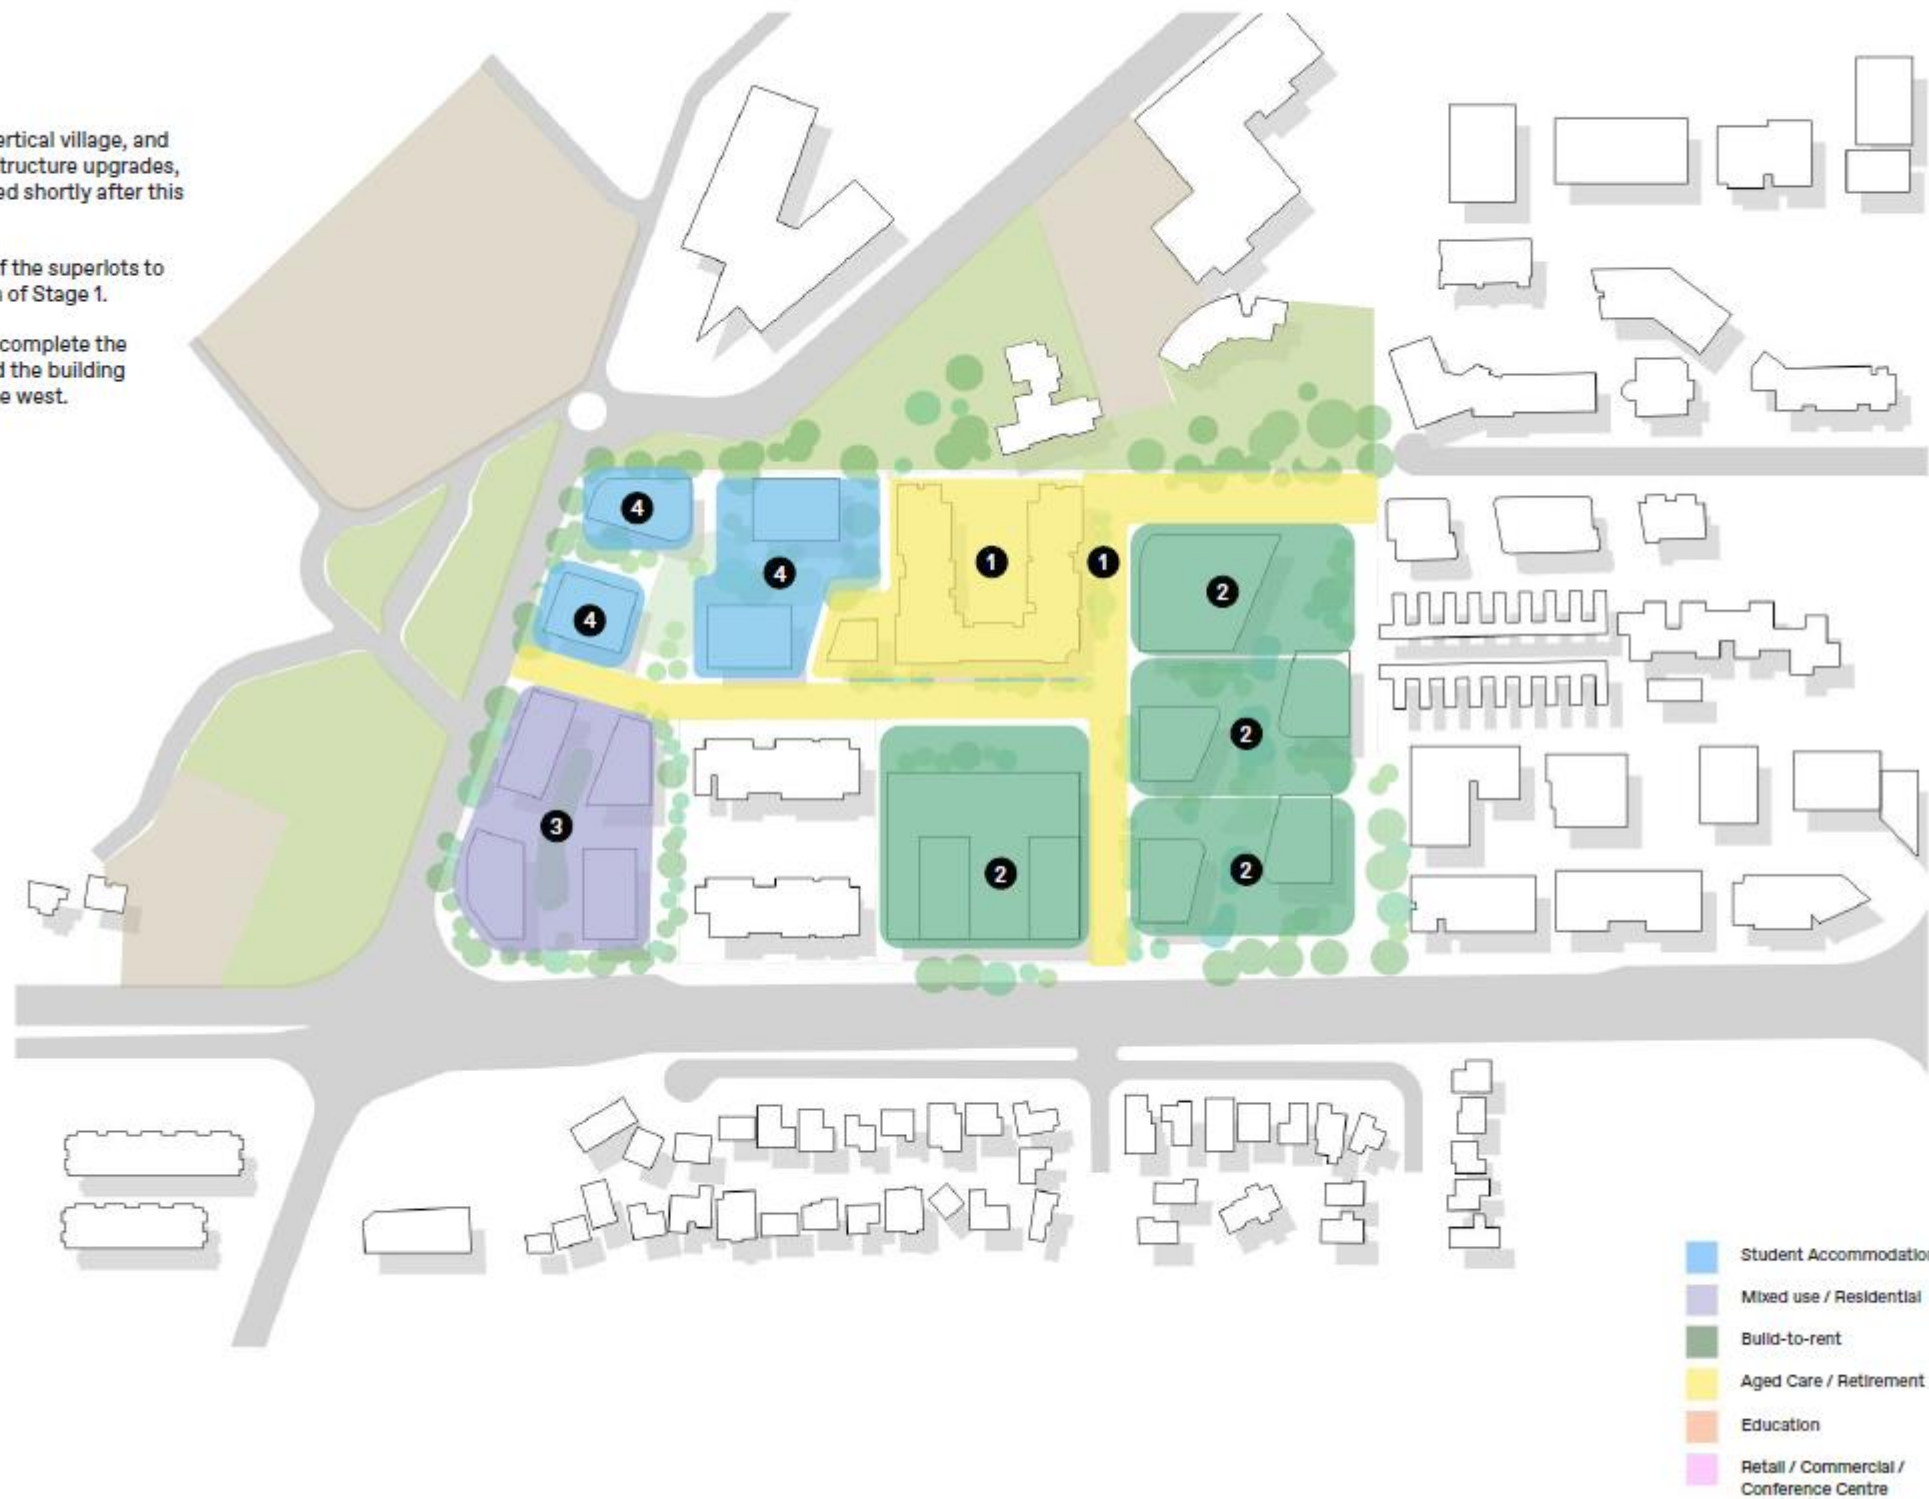 ertical village, and
tructure upgrades,
ed shortly after this
f the superlots to
n of Stage 1.
complete the
d the building
e west.
4
4
4
1
1
2
2
2
2
3
Student Accommodation
Mixed use / Residential
Build-to-rent
Aged Care / Retirement
Education
Retail / Commercial /
Conference Centre